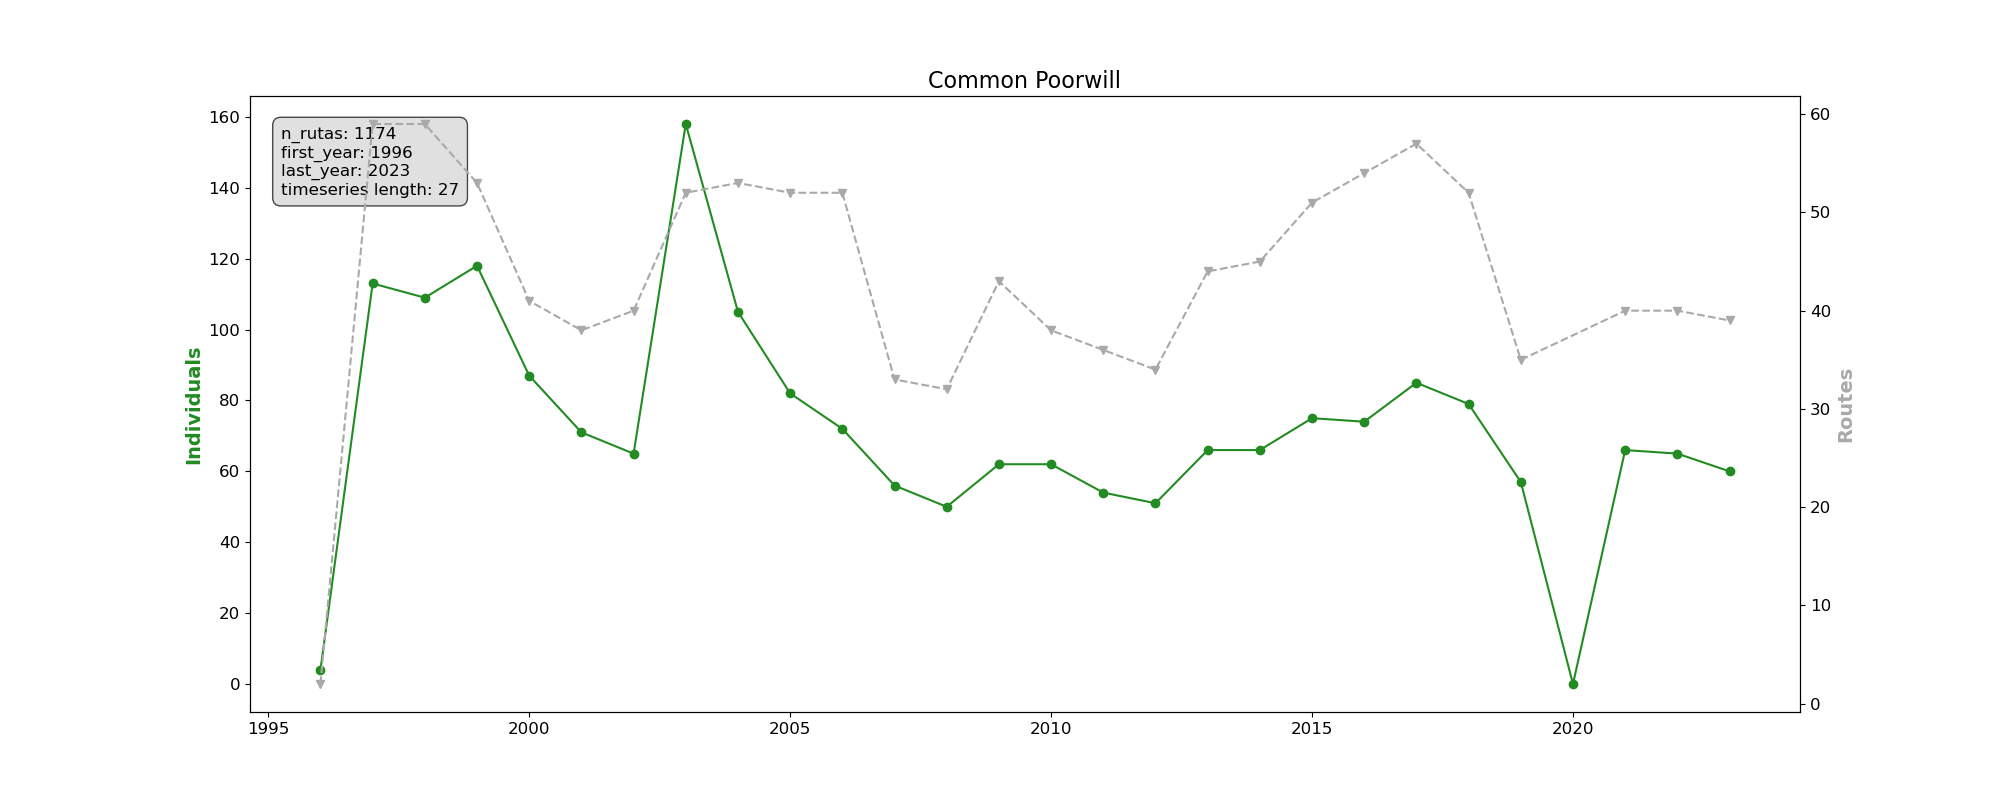 Common Poorwill
n_rutas: 1174
first_year: 1996
last_year: 2023
timeseries length: 27
Individuals
160
140
120
100
80
60
40
20
0
60
50
40
30
20
10
0
Routes
1995 2000 2005 2010 2015 2020